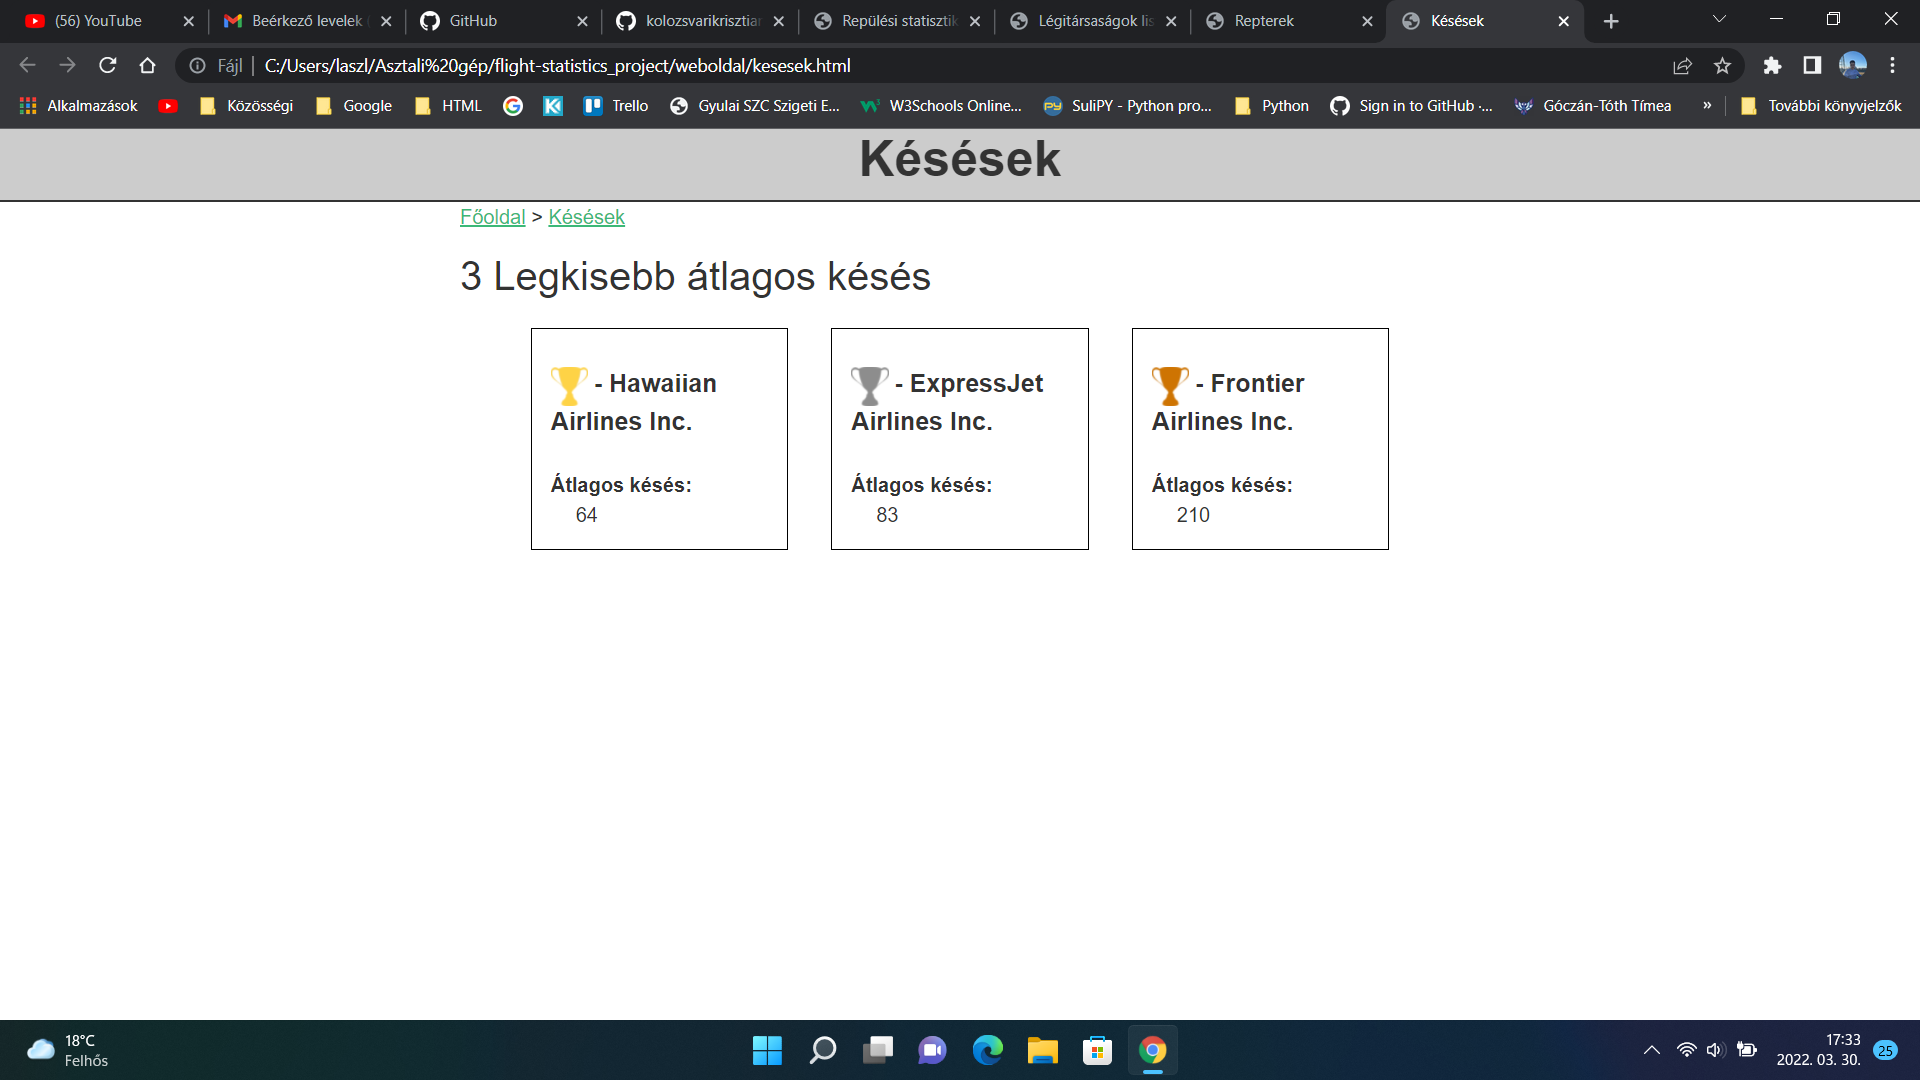 (56) YouTube
Beérkező levelek
GitHub
kolozsvarikrisztian
Repülési statisztik
Légitársaságok lis
Repterek
Késések
Fájl
C:/Users/laszl/Asztali%20gép/flight-statistics_project/weboldal/kesesek.html
Alkalmazások
Közösségi
Google
HTML
Trello
Gyulai SZC Szigeti E...
W3Schools Online...
SuliPY - Python pro...
Python
Sign in to GitHub ·...
Góczán-Tóth Tímea
»
További könyvjelzők
Késések
Főoldal > Késések
3 Legkisebb átlagos késés
- Hawaiian
Airlines Inc.
Átlagos késés:
64
- ExpressJet
Airlines Inc.
Átlagos késés:
83
- Frontier
Airlines Inc.
Átlagos késés:
210
18°C
Felhős
17:33
2022. 03. 30.
25